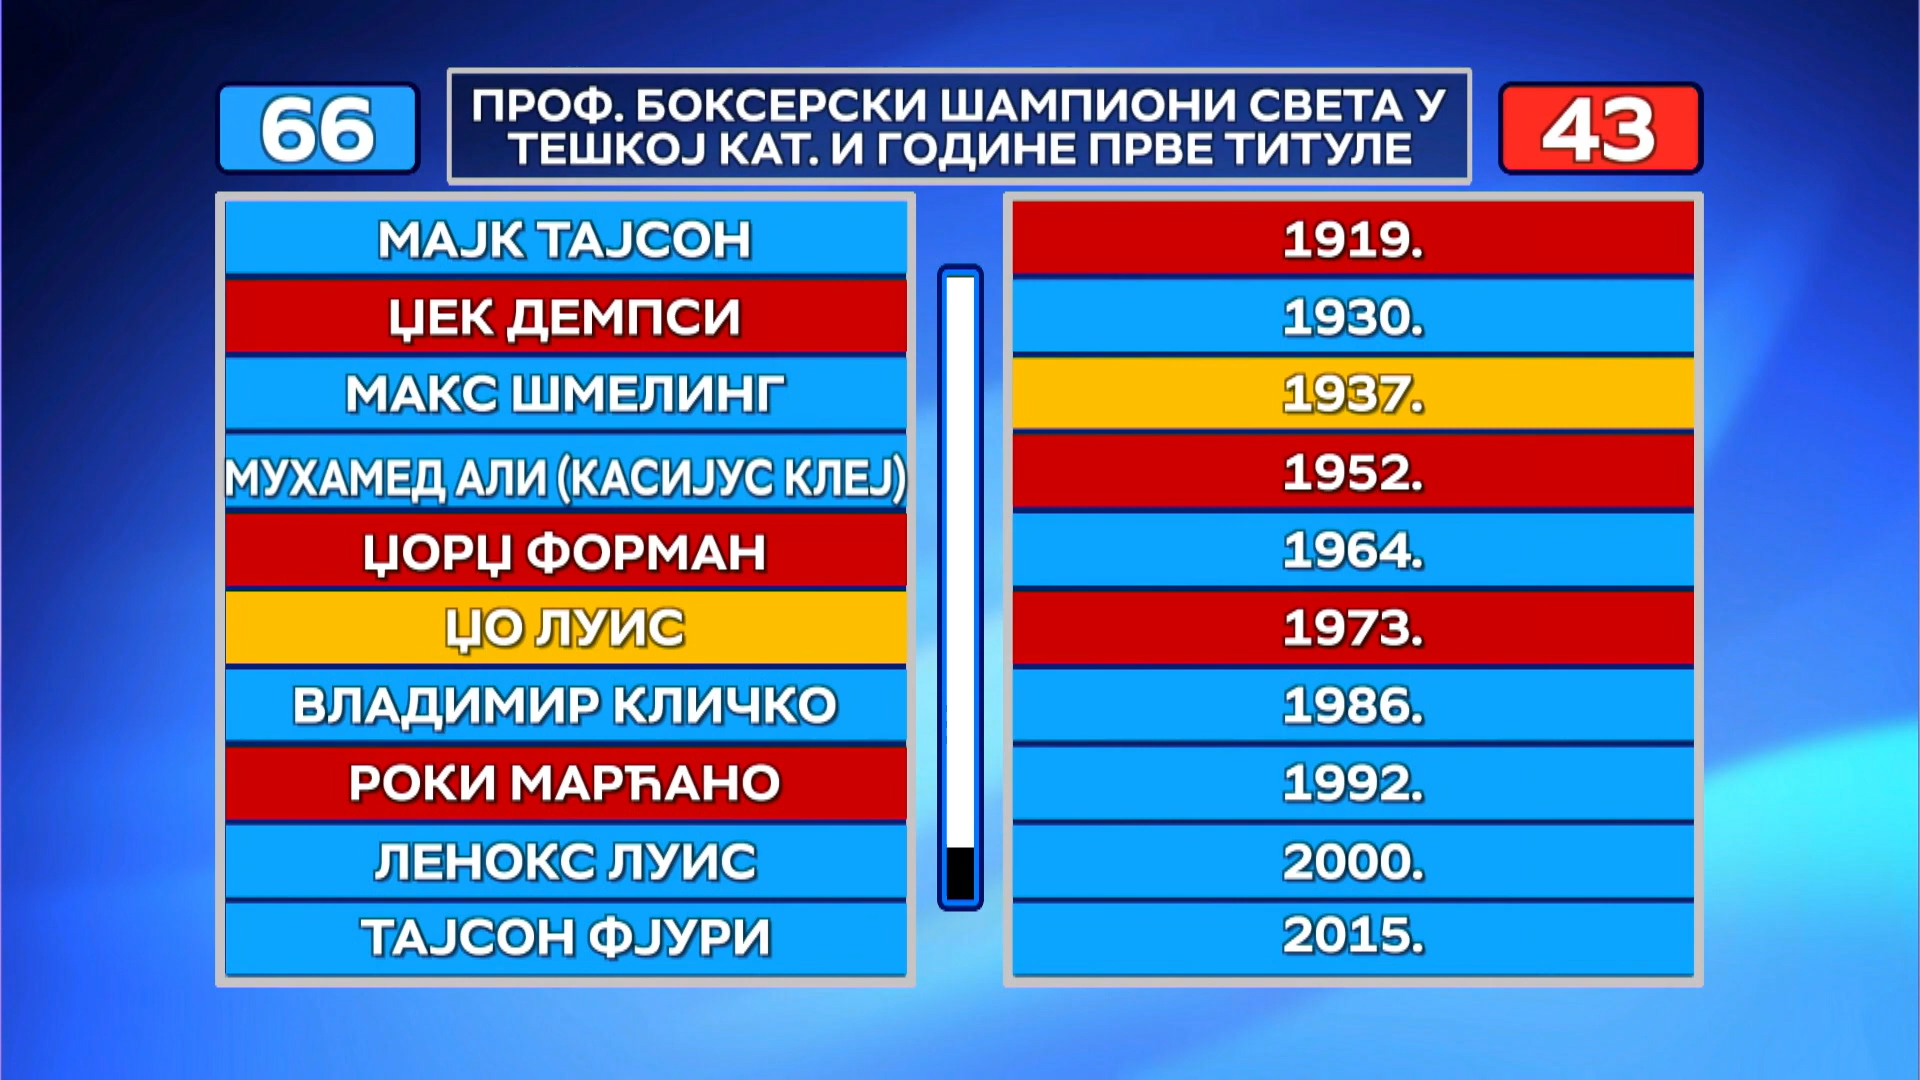 66
ПРОФ. БОКСЕРСКИ ШАМПИОНИ СВЕТА У
ТЕШКОЈ КАТ. И ГОДИНЕ ПРВЕ ТИТУЛЕ
43
МАЈК ТАЈСОН
1919.
ЏЕК ДЕМПСИ
1930.
МАКС ШМЕЛИНГ
1937.
МУХАМЕД АЛИ (КАСИЈУС КЛЕЈ)
1952.
ЏОРЏ ФОРМАН
1964.
ЏО ЛУИС
1973.
ВЛАДИМИР КЛИЧКО
1986.
РОКИ МАРЋАНО
1992.
ЛЕНОКС ЛУИС
2000.
ТАЈСОН ФЈУРИ
2015.